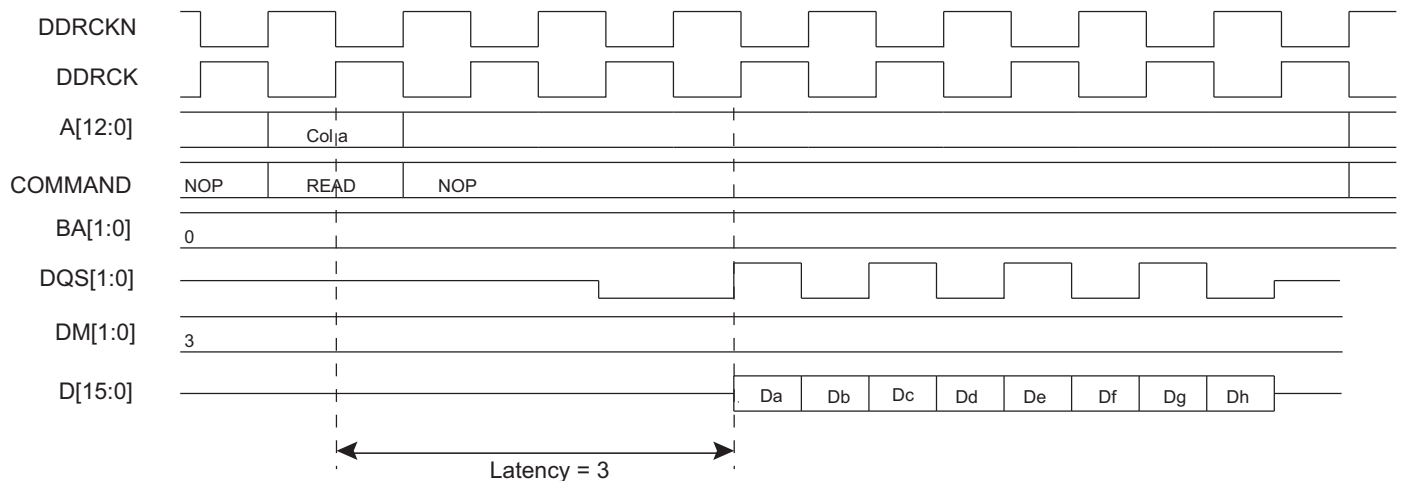 DDRCKN
DDRCK
A[12:0] Col a
COMMAND NOP READ NOP
BA[1:0] 0
DQS[1:0]
DM[1:0] 3
D[15:0] Da Db Dc Dd De Df Dg Dh
Latency = 3